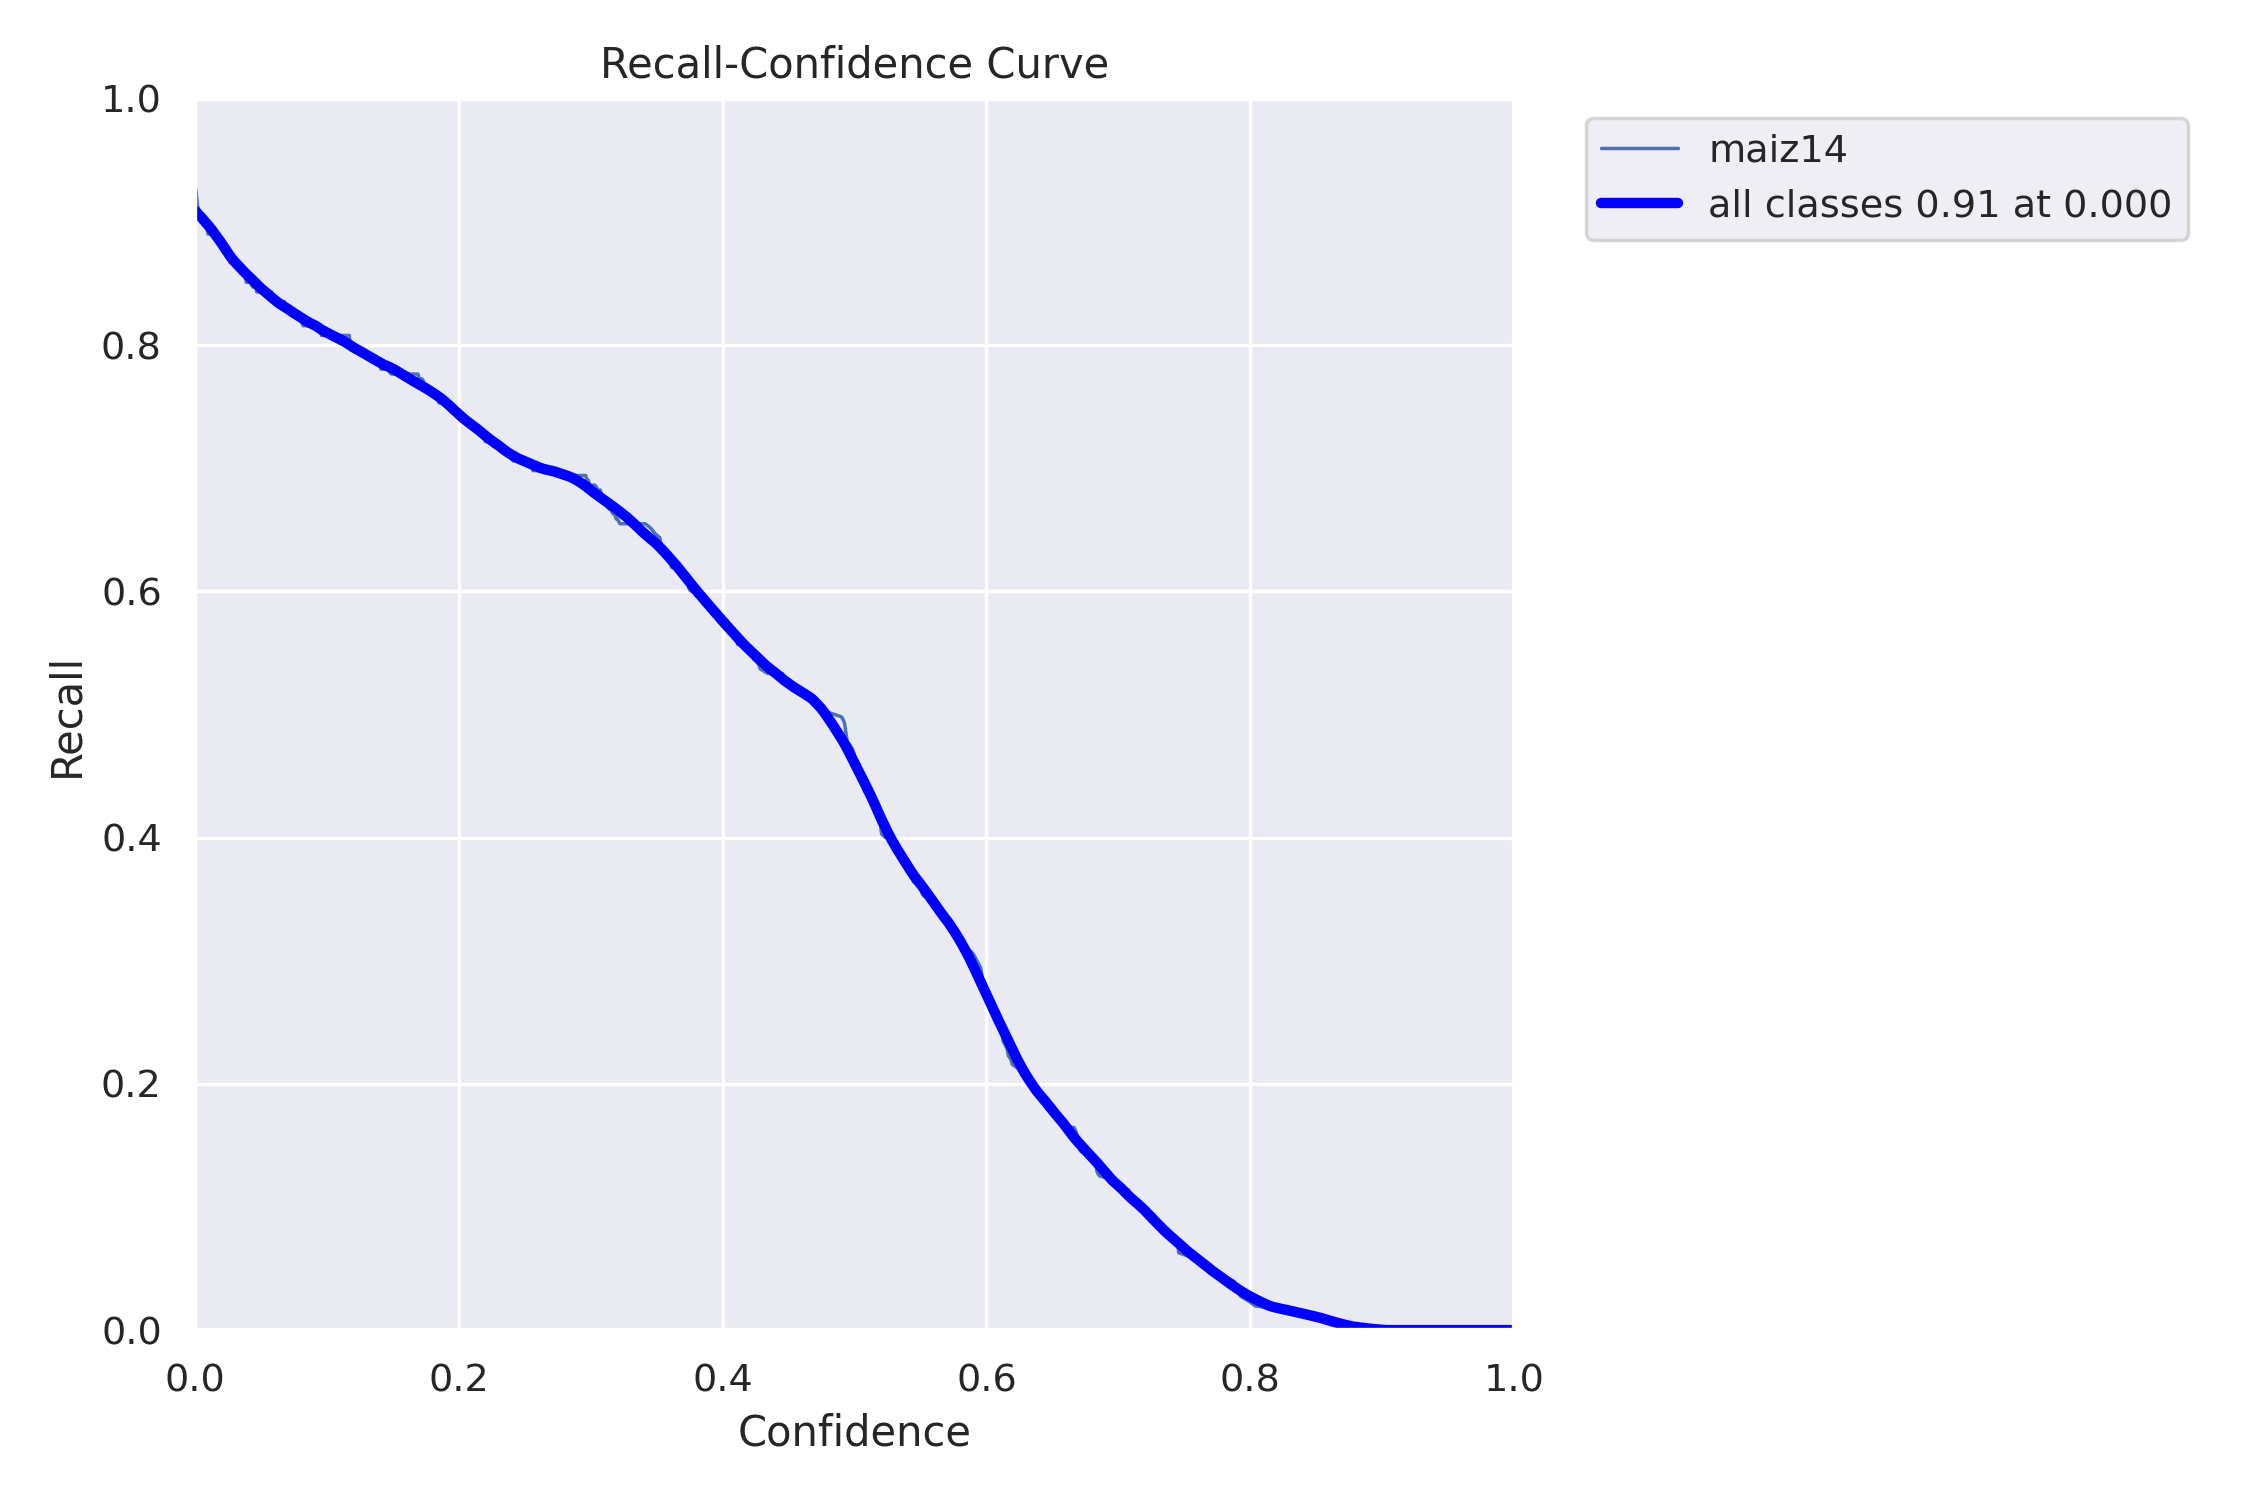 Recall-Confidence Curve
1.0
0.8
0.6
0.4
0.2
0.0
Recall
0.0 0.2 0.4 0.6 0.8 1.0
Confidence
maiz14
all classes 0.91 at 0.000